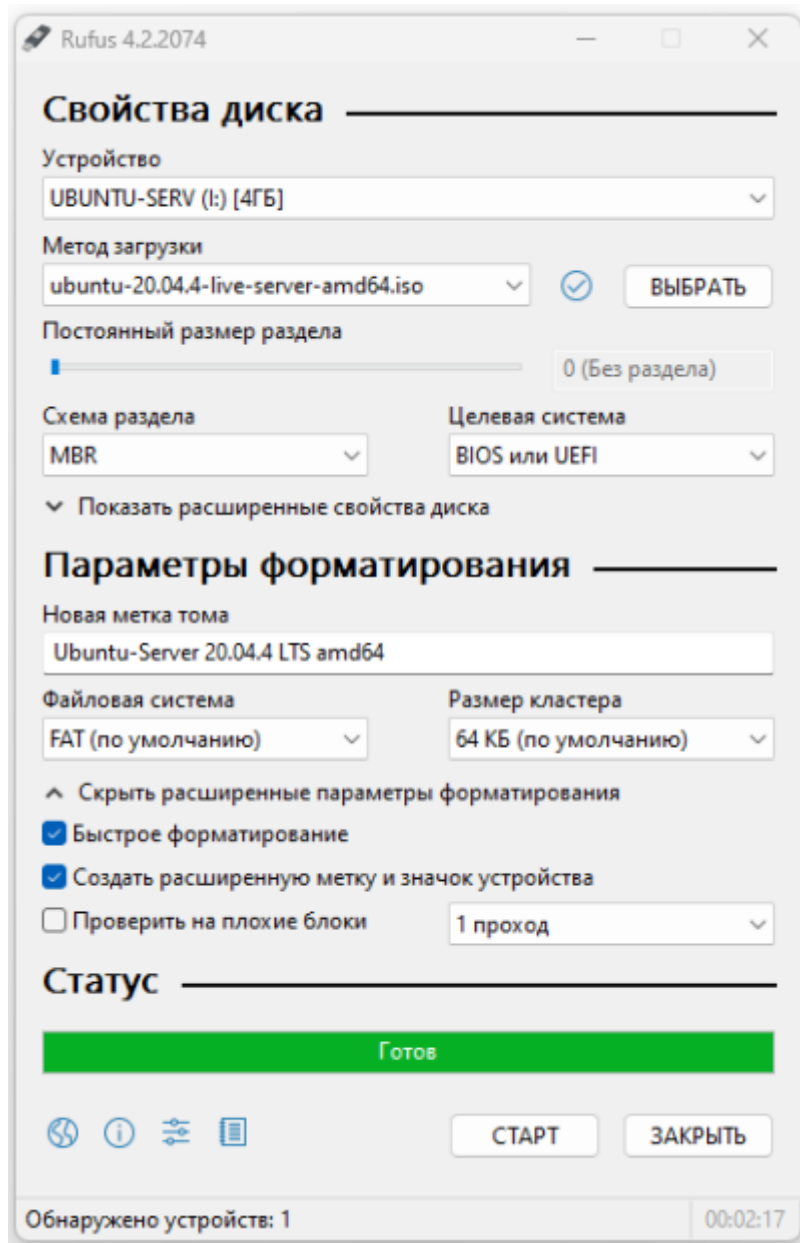 Rufus 4.2.2074
Свойства диска
Устройство
UBUNTU-SERV (I:) [4ГБ]
Метод загрузки
ubuntu-20.04.4-live-server-amd64.iso
ВЫБРАТЬ
Постоянный размер раздела
0 (Без раздела)
Схема раздела
Целевая система
MBR
BIOS или UEFI
Показать расширенные свойства диска
Параметры форматирования
Новая метка тома
Ubuntu-Server 20.04.4 LTS amd64
Файловая система
Размер кластера
FAT (по умолчанию)
64 КБ (по умолчанию)
Скрыть расширенные параметры форматирования
Быстрое форматирование
Создать расширенную метку и значок устройства
Проверить на плохие блоки
1 проход
Статус
Готов
СТАРТ
ЗАКРЫТЬ
Обнаружено устройств: 1
00:02:17